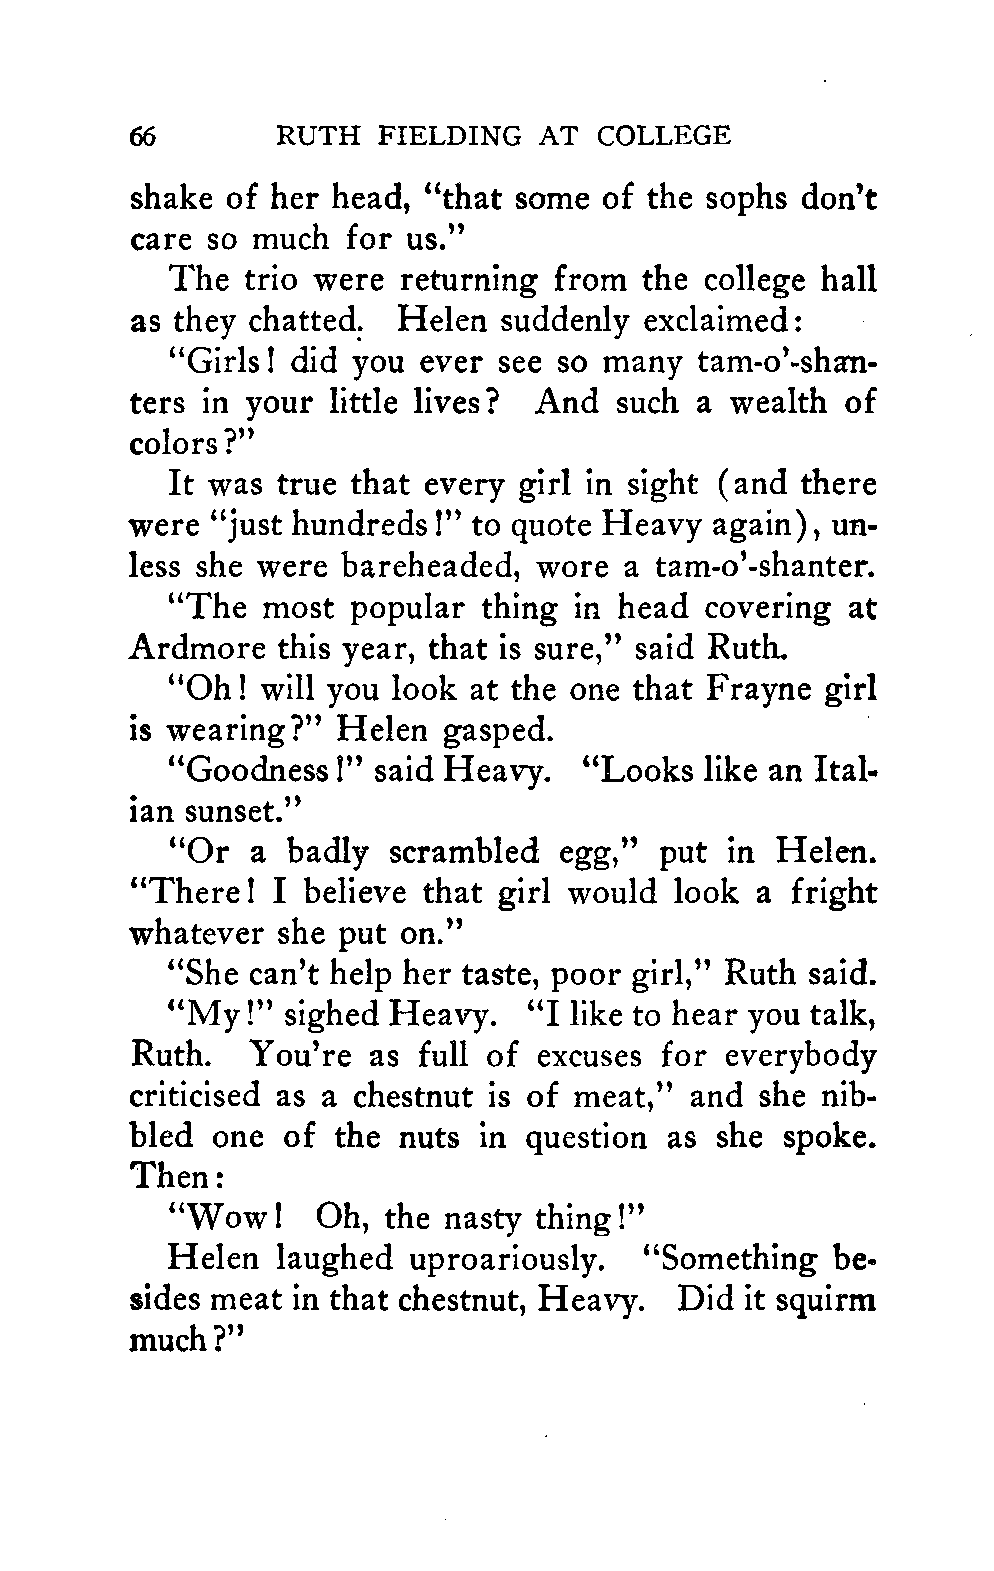 66 RUTH FIELDING AT COLLEGE
shake of her head, “that some of the sophs don’t
care so much for us.”
The trio were returning from the college hall
as they chatted. Helen suddenly exclaimed:
“Girls! did you ever see so many tam-o’-shan-
ters in your little lives? And such a wealth of
colors?”
It was true that every girl in sight (and there
were “just hundreds!” to quote Heavy again), un-
less she were bareheaded, wore a tam-o’-shanter.
“The most popular thing in head covering at
Ardmore this year, that is sure,” said Ruth.
“Oh! will you look at the one that Frayne girl
is wearing?” Helen gasped.
“Goodness!” said Heavy. “Looks like an Ital-
ian sunset.”
“Or a badly scrambled egg,” put in Helen.
“There! I believe that girl would look a fright
whatever she put on.”
“She can’t help her taste, poor girl,” Ruth said.
“My!” sighed Heavy. “I like to hear you talk,
Ruth. You’re as full of excuses for everybody
criticised as a chestnut is of meat,” and she nib-
bled one of the nuts in question as she spoke.
Then:
“Wow! Oh, the nasty thing!”
Helen laughed uproariously. “Something be-
sides meat in that chestnut, Heavy. Did it squirm
much?”